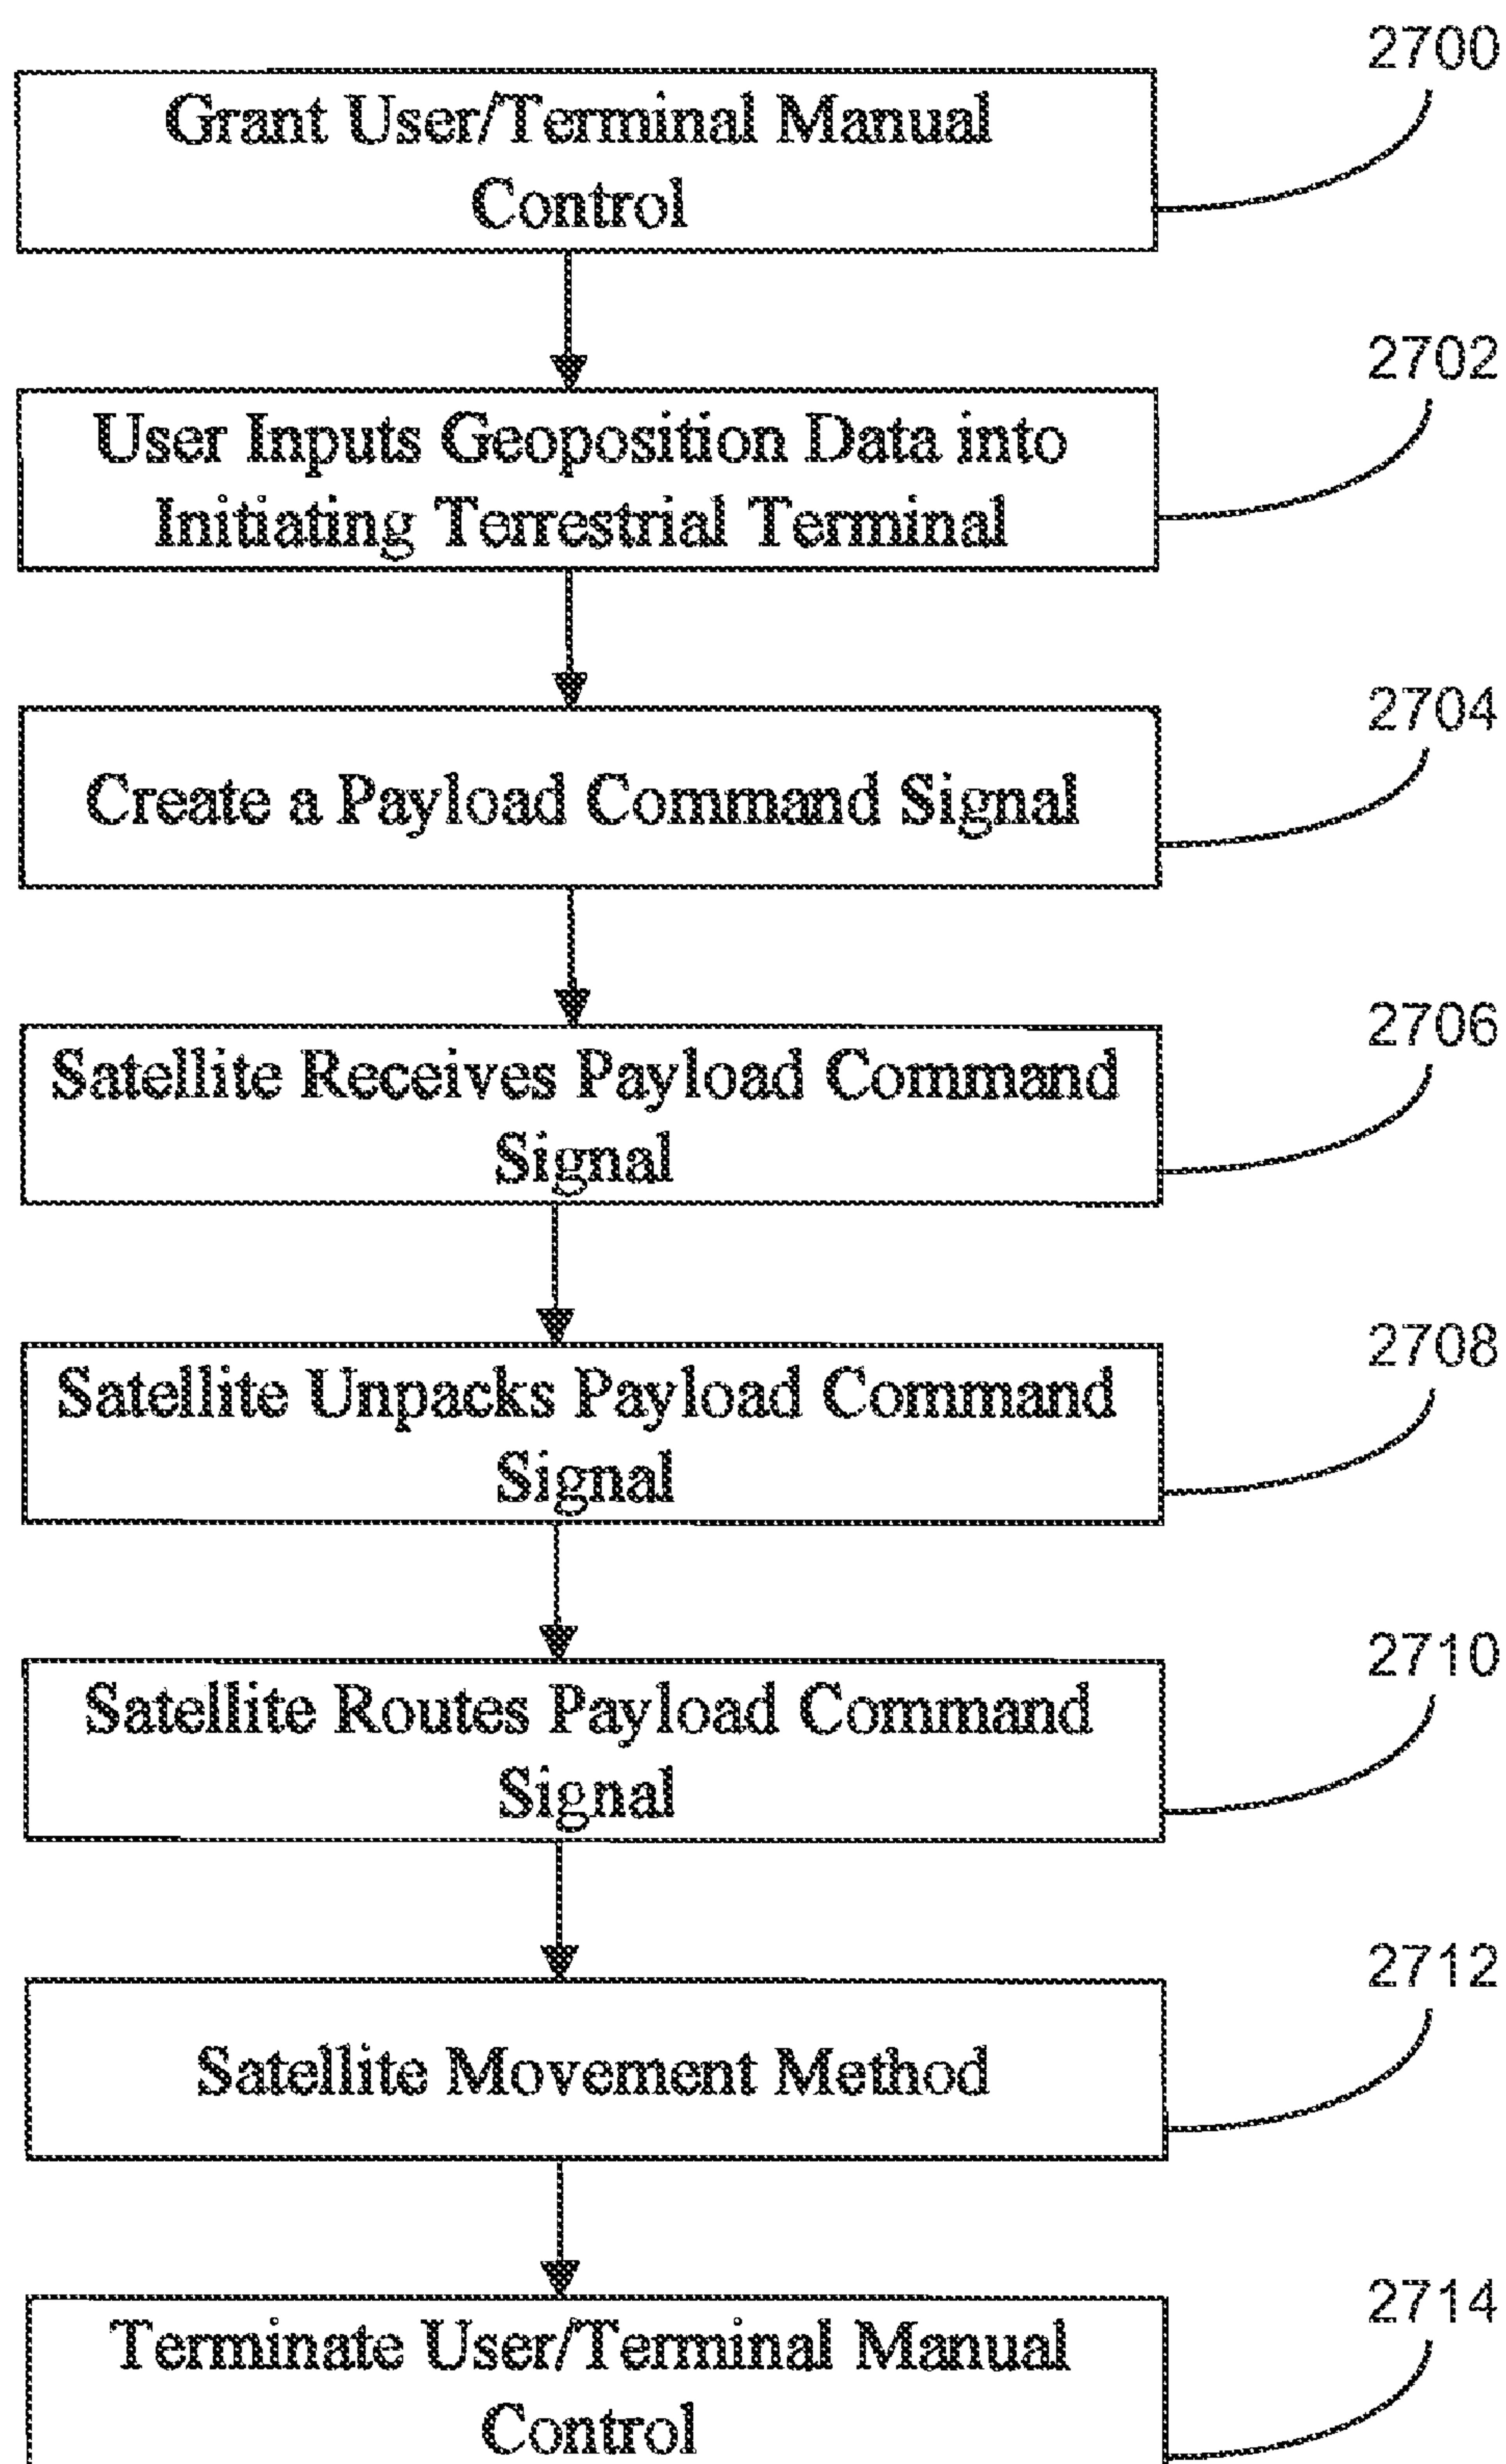 2700
Grant User/Terminal Manual
Control
2702
User Inputs Geoposition Data into
Initiating Terrestrial Terminal
2704
Create a Payload Command Signal
2706
Satellite Receives Payload Command
Signal
2708
Satellite Unpacks Payload Command
Signal
2710
Satellite Routes Payload Command
Signal
2712
Satellite Movement Method
2714
Terminate User/Terminal Manual
Control